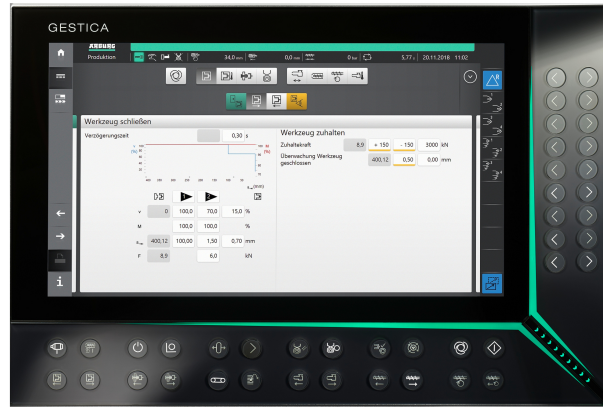 GESTICA
ARBURG
Produktion 34,0 mm 0,0 mm 0 bar 5,77 s 20.11.2018 11:02
Werkzeug schließen
Verzögerungszeit 0,30 s
Werkzeug zuhalten
Zuhaltekraft 8,9 + 150 - 150 3000 kN
Überwachung Werkzeug geschlossen 400,12 0,50 0,00 mm
v 0 100,0 70,0 15,0 %
M 100,0 100,0 %
400,12 100,00 1,50 0,70 mm
F 8,9 6,0 kN